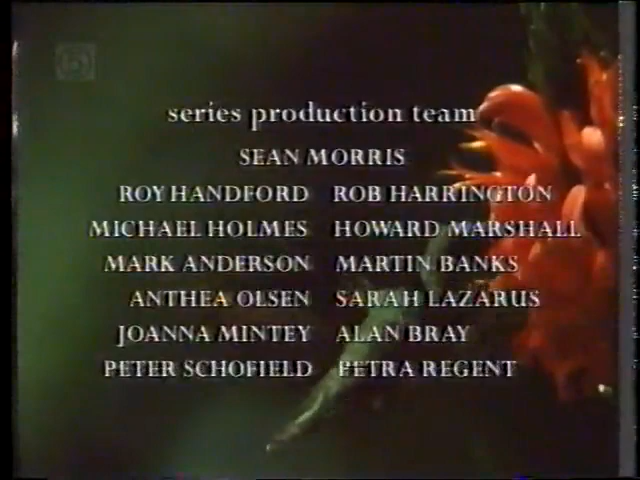 5
series production team
SEAN MORRIS
ROY HANDFORD ROB HARRINGTON
MICHAEL HOLMES HOWARD MARSHALL
MARK ANDERSON MARTIN BANKS
ANTHEA OLSEN SARAH LAZARUS
JOANNA MINTEY ALAN BRAY
PETER SCHOFIELD PETRA REGENT